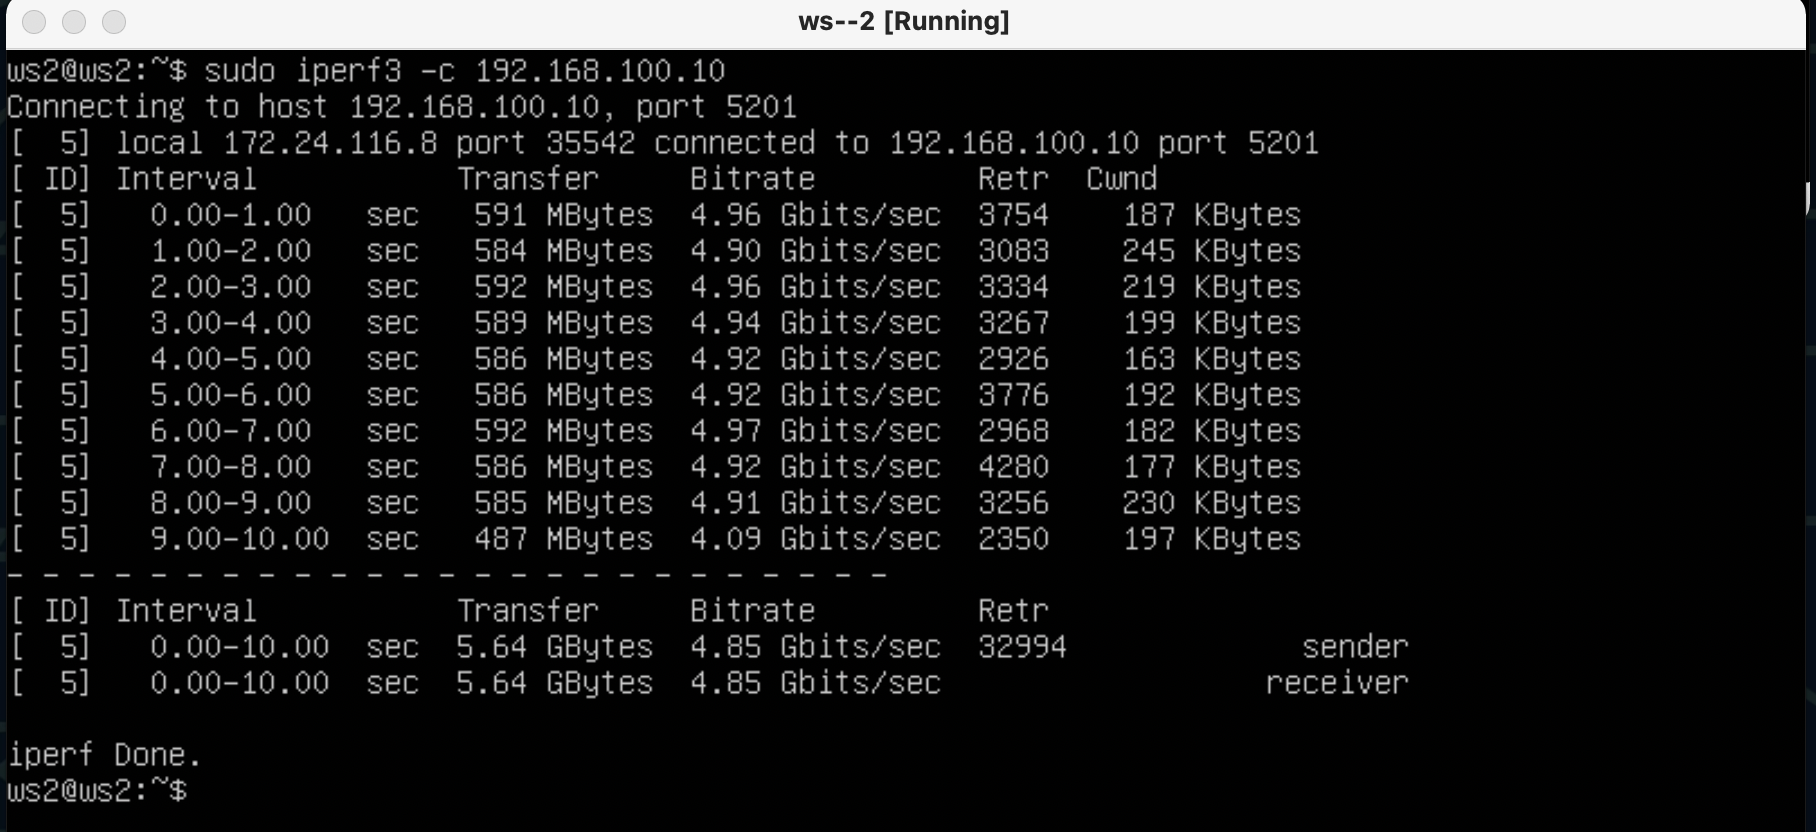 ws--2 [Running]
ws2@ws2:~$ sudo iperf3 -c 192.168.100.10
Connecting to host 192.168.100.10, port 5201
[  5] local 172.24.116.8 port 35542 connected to 192.168.100.10 port 5201
[ ID] Interval           Transfer     Bitrate         Retr  Cwnd
[  5]   0.00-1.00   sec   591 MBytes  4.96 Gbits/sec  3754    187 KBytes
[  5]   1.00-2.00   sec   584 MBytes  4.90 Gbits/sec  3083    245 KBytes
[  5]   2.00-3.00   sec   592 MBytes  4.96 Gbits/sec  3334    219 KBytes
[  5]   3.00-4.00   sec   589 MBytes  4.94 Gbits/sec  3267    199 KBytes
[  5]   4.00-5.00   sec   586 MBytes  4.92 Gbits/sec  2926    163 KBytes
[  5]   5.00-6.00   sec   586 MBytes  4.92 Gbits/sec  3776    192 KBytes
[  5]   6.00-7.00   sec   592 MBytes  4.97 Gbits/sec  2968    182 KBytes
[  5]   7.00-8.00   sec   586 MBytes  4.92 Gbits/sec  4280    177 KBytes
[  5]   8.00-9.00   sec   585 MBytes  4.91 Gbits/sec  3256    230 KBytes
[  5]   9.00-10.00  sec   487 MBytes  4.09 Gbits/sec  2350    197 KBytes
- - - - - - - - - - - - - - - - - - - - - - - - -
[ ID] Interval           Transfer     Bitrate         Retr
[  5]   0.00-10.00  sec  5.64 GBytes  4.85 Gbits/sec  32994             sender
[  5]   0.00-10.00  sec  5.64 GBytes  4.85 Gbits/sec                  receiver
iperf Done.
ws2@ws2:~$